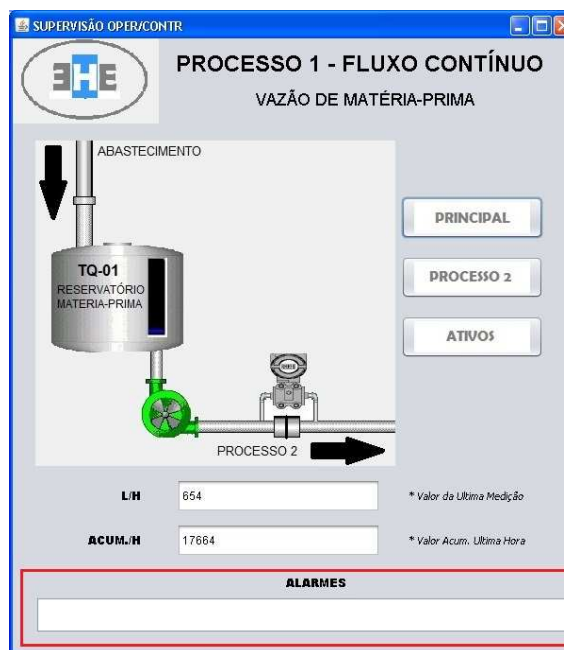 SUPERVISÃO OPER/CONTR
PROCESSO 1 - FLUXO CONTÍNUO
VAZÃO DE MATÉRIA-PRIMA
ABASTECIMENTO
TQ-01
RESERVATÓRIO
MATERIA-PRIMA
PROCESSO 2
PRINCIPAL
PROCESSO 2
ATIVOS
L/H
654
* Valor da Ultima Medição
ACUM./H
17664
* Valor Acum. Ultima Hora
ALARMES